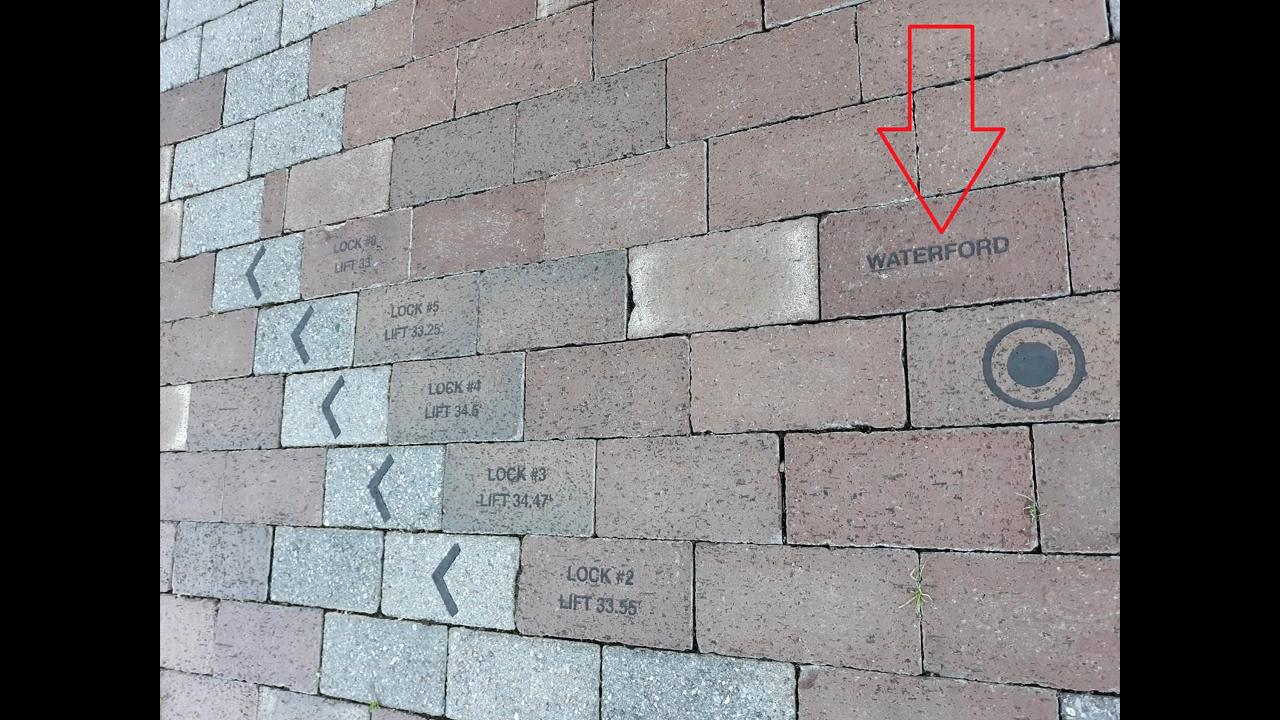 WATERFORD
LOCK #6
LIFT 33
LOCK #5
LIFT 33.25'
LOCK #4
LIFT 34.5'
LOCK #3
LIFT 34.47'
LOCK #2
LIFT 33.55'